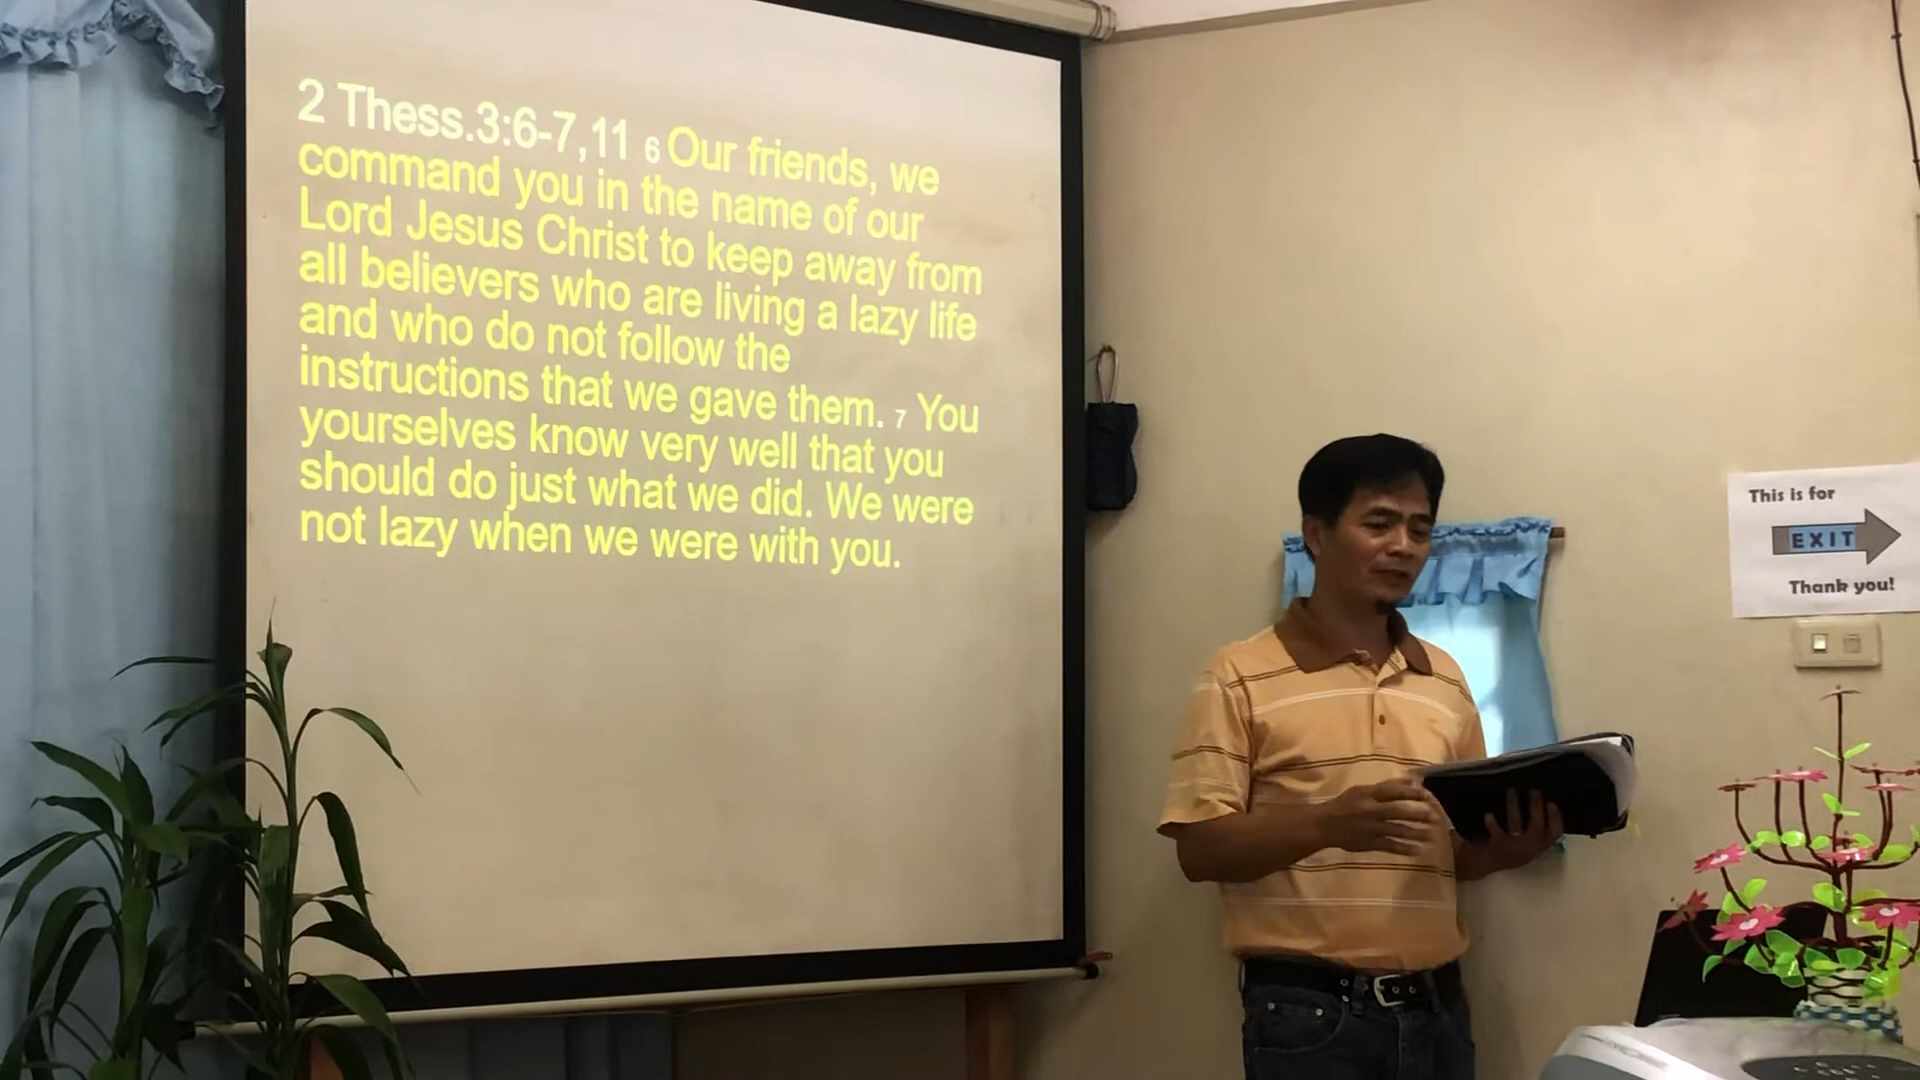 2 Thess.3:6-7,11 6 Our friends, we
command you in the name of our
Lord Jesus Christ to keep away from
all believers who are living a lazy life
and who do not follow the
instructions that we gave them. 7 You
yourselves know very well that you
should do just what we did. We were
not lazy when we were with you.
This is for
EXIT
Thank you!